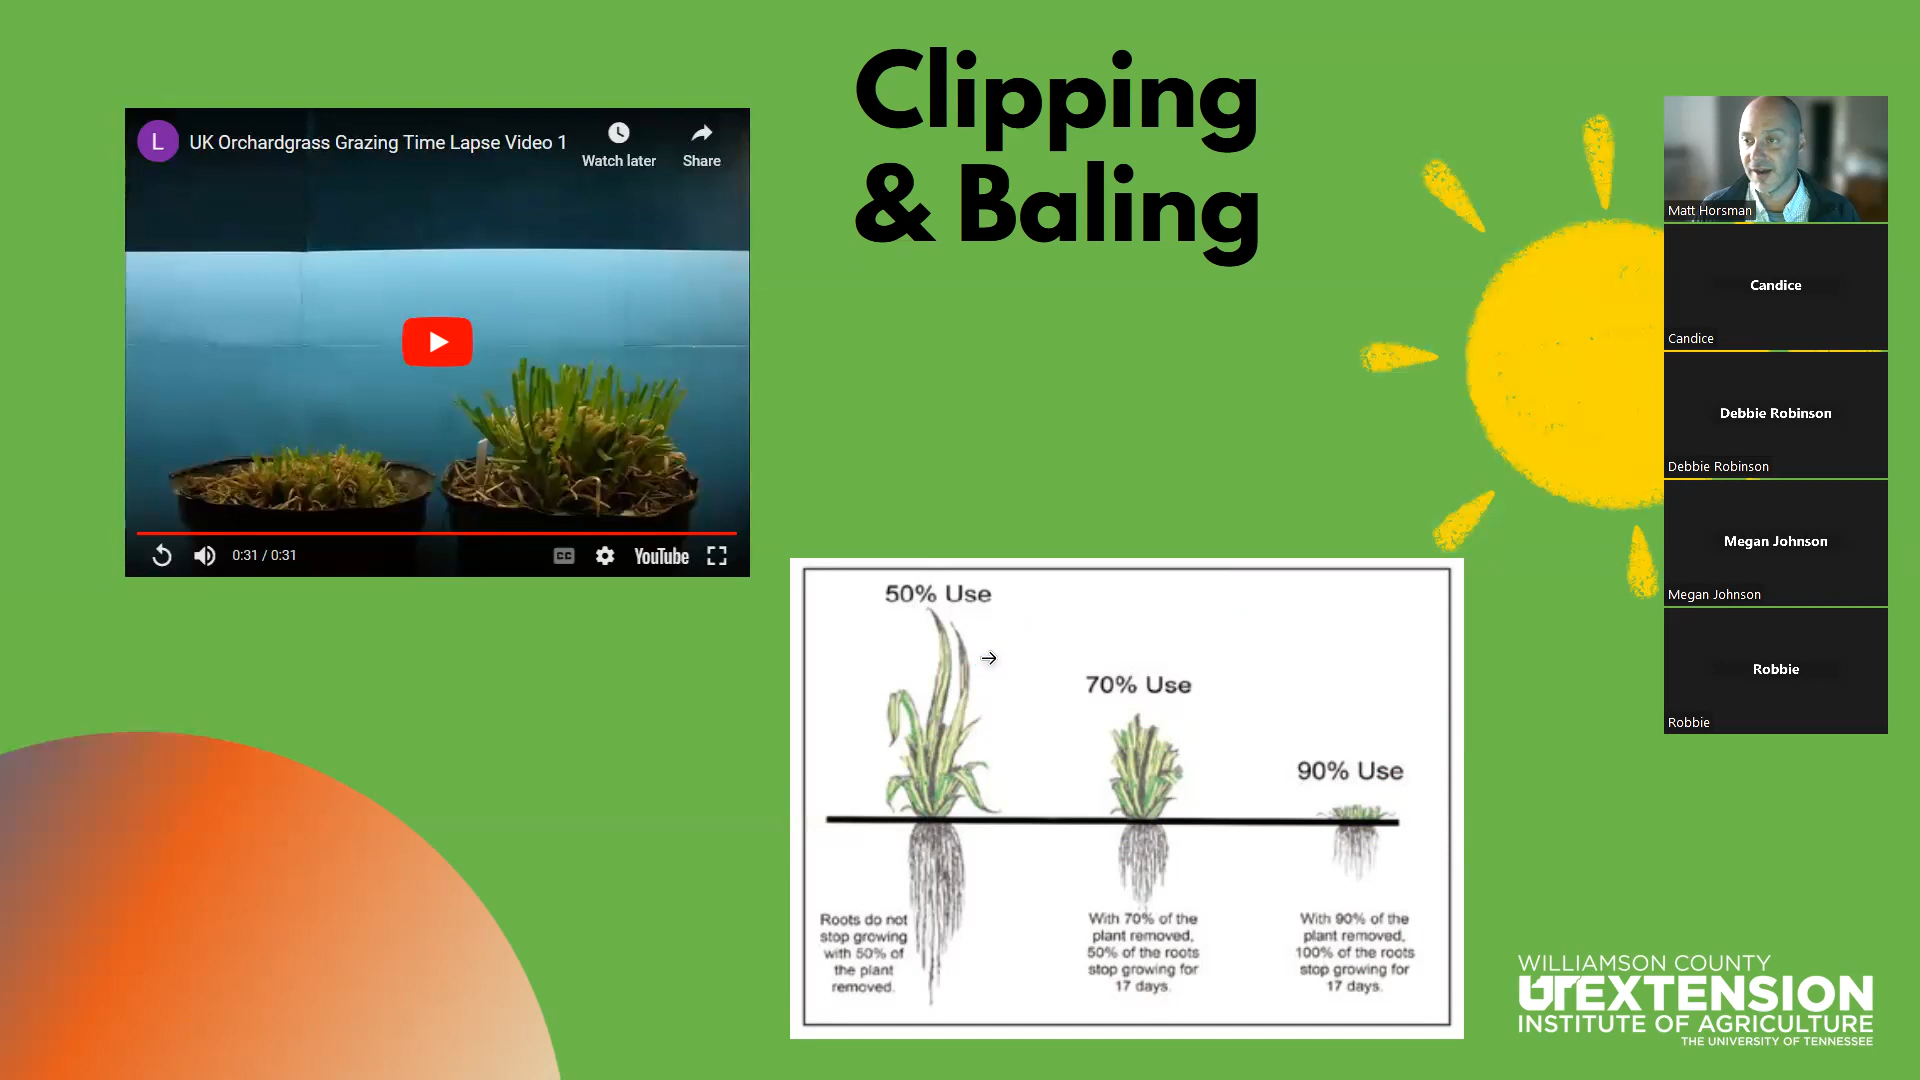 Clipping
& Baling
L
UK Orchardgrass Grazing Time Lapse Video 1
Watch later
Share
0:31 / 0:31
CC
YouTube
50% Use
70% Use
90% Use
Roots do not
stop growing
with 50% of
the plant
removed.
With 70% of the
plant removed,
50% of the roots
stop growing for
17 days.
With 90% of the
plant removed,
100% of the roots
stop growing for
17 days.
Matt Horsman
Candice
Candice
Debbie Robinson
Debbie Robinson
Megan Johnson
Megan Johnson
Robbie
Robbie
WILLIAMSON COUNTY
UT EXTENSION
INSTITUTE OF AGRICULTURE
THE UNIVERSITY OF TENNESSEE